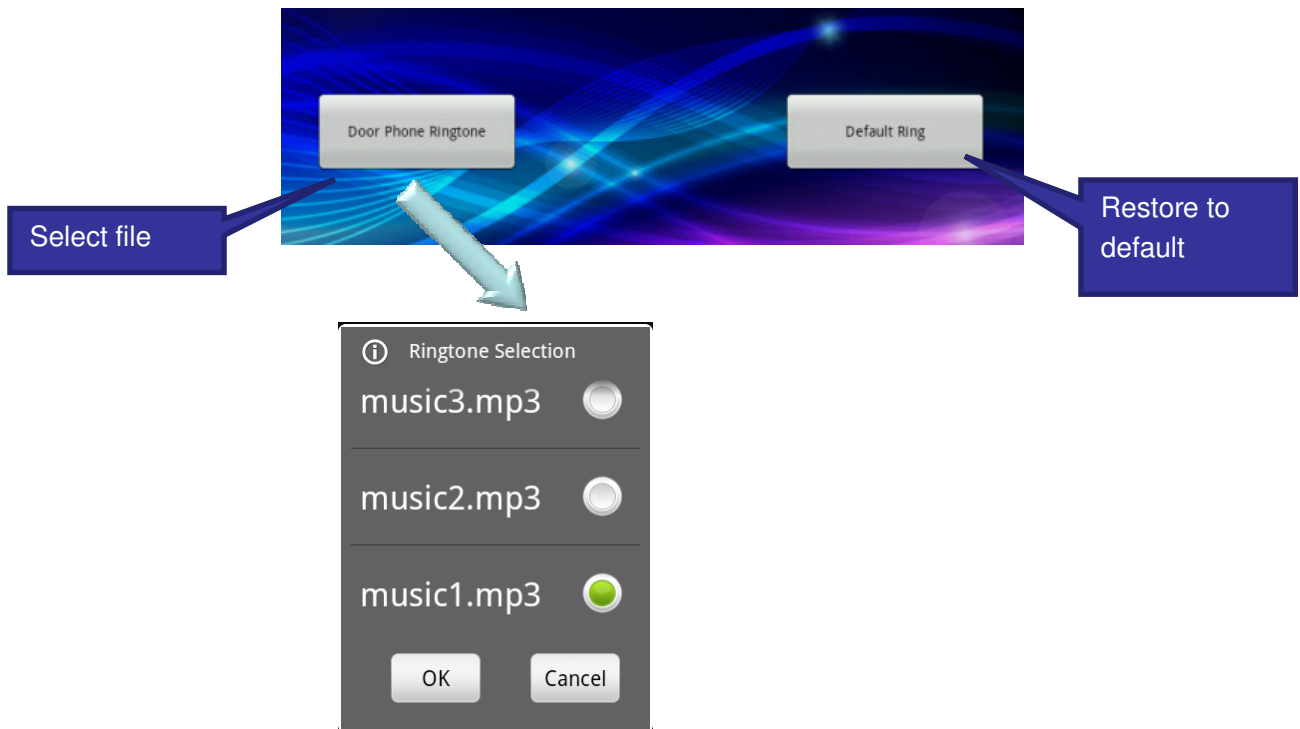 Door Phone Ringtone
Default Ring
Select file
Restore to
default
Ringtone Selection
music3.mp3
music2.mp3
music1.mp3
OK
Cancel